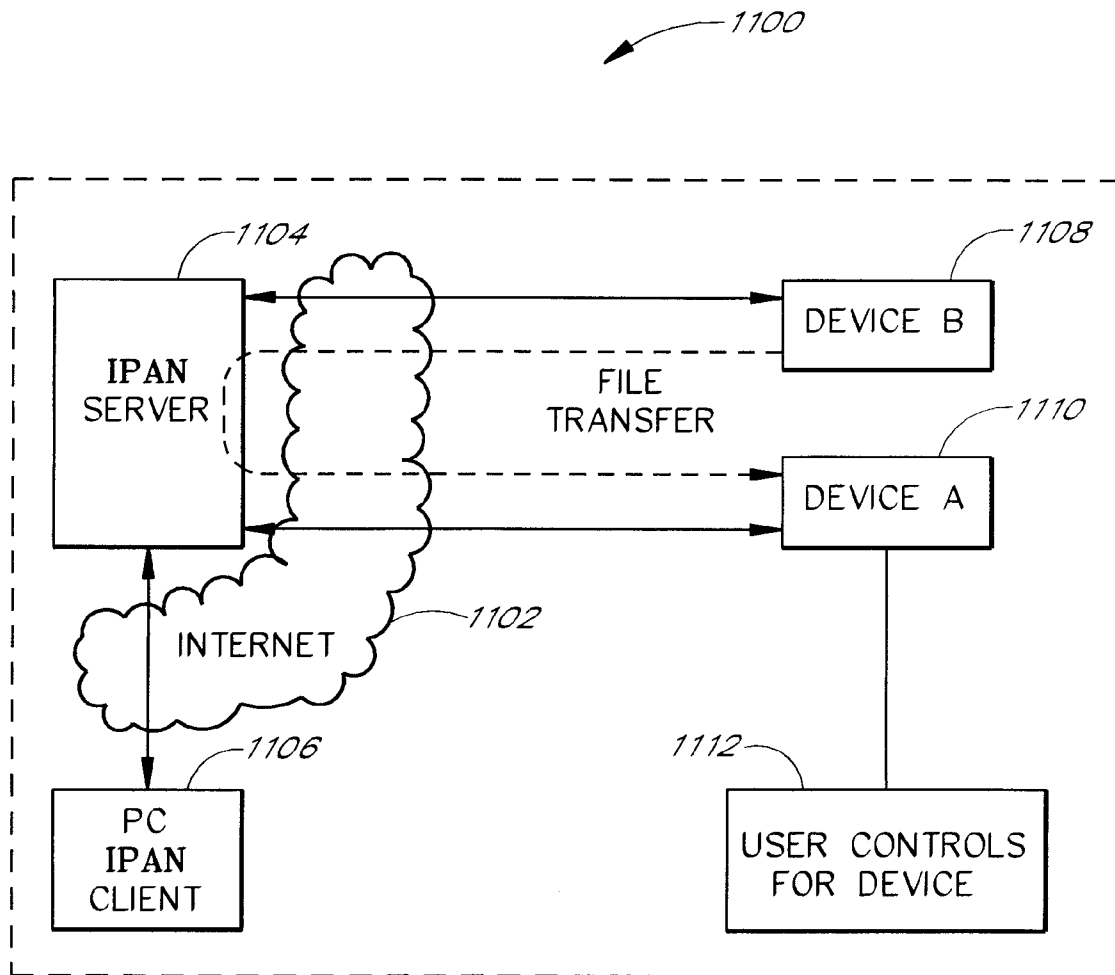 1100
1104
1108
IPAN
SERVER
DEVICE B
FILE
TRANSFER
1110
DEVICE A
INTERNET
1102
1106
1112
PC
IPAN
CLIENT
USER CONTROLS
FOR DEVICE